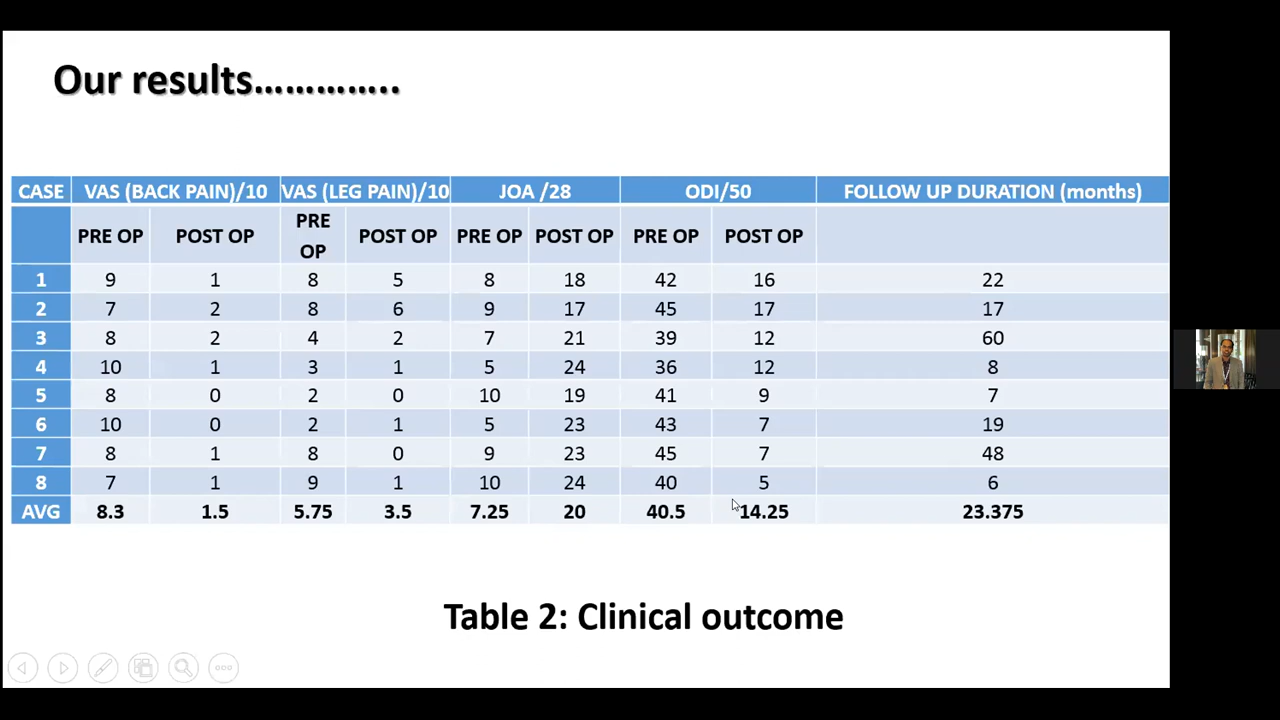 Our results…………..
CASE VAS (BACK PAIN)/10 VAS (LEG PAIN)/10 JOA /28 ODI/50 FOLLOW UP DURATION (months)
PRE OP POST OP PRE OP POST OP PRE OP POST OP PRE OP POST OP
1 9 1 8 5 8 18 42 16 22
2 7 2 8 6 9 17 45 17 17
3 8 2 4 2 7 21 39 12 60
4 10 1 3 1 5 24 36 12 8
5 8 0 2 0 10 19 41 9 7
6 10 0 2 1 5 23 43 7 19
7 8 1 8 0 9 23 45 7 48
8 7 1 9 1 10 24 40 5 6
AVG 8.3 1.5 5.75 3.5 7.25 20 40.5 14.25 23.375
Table 2: Clinical outcome